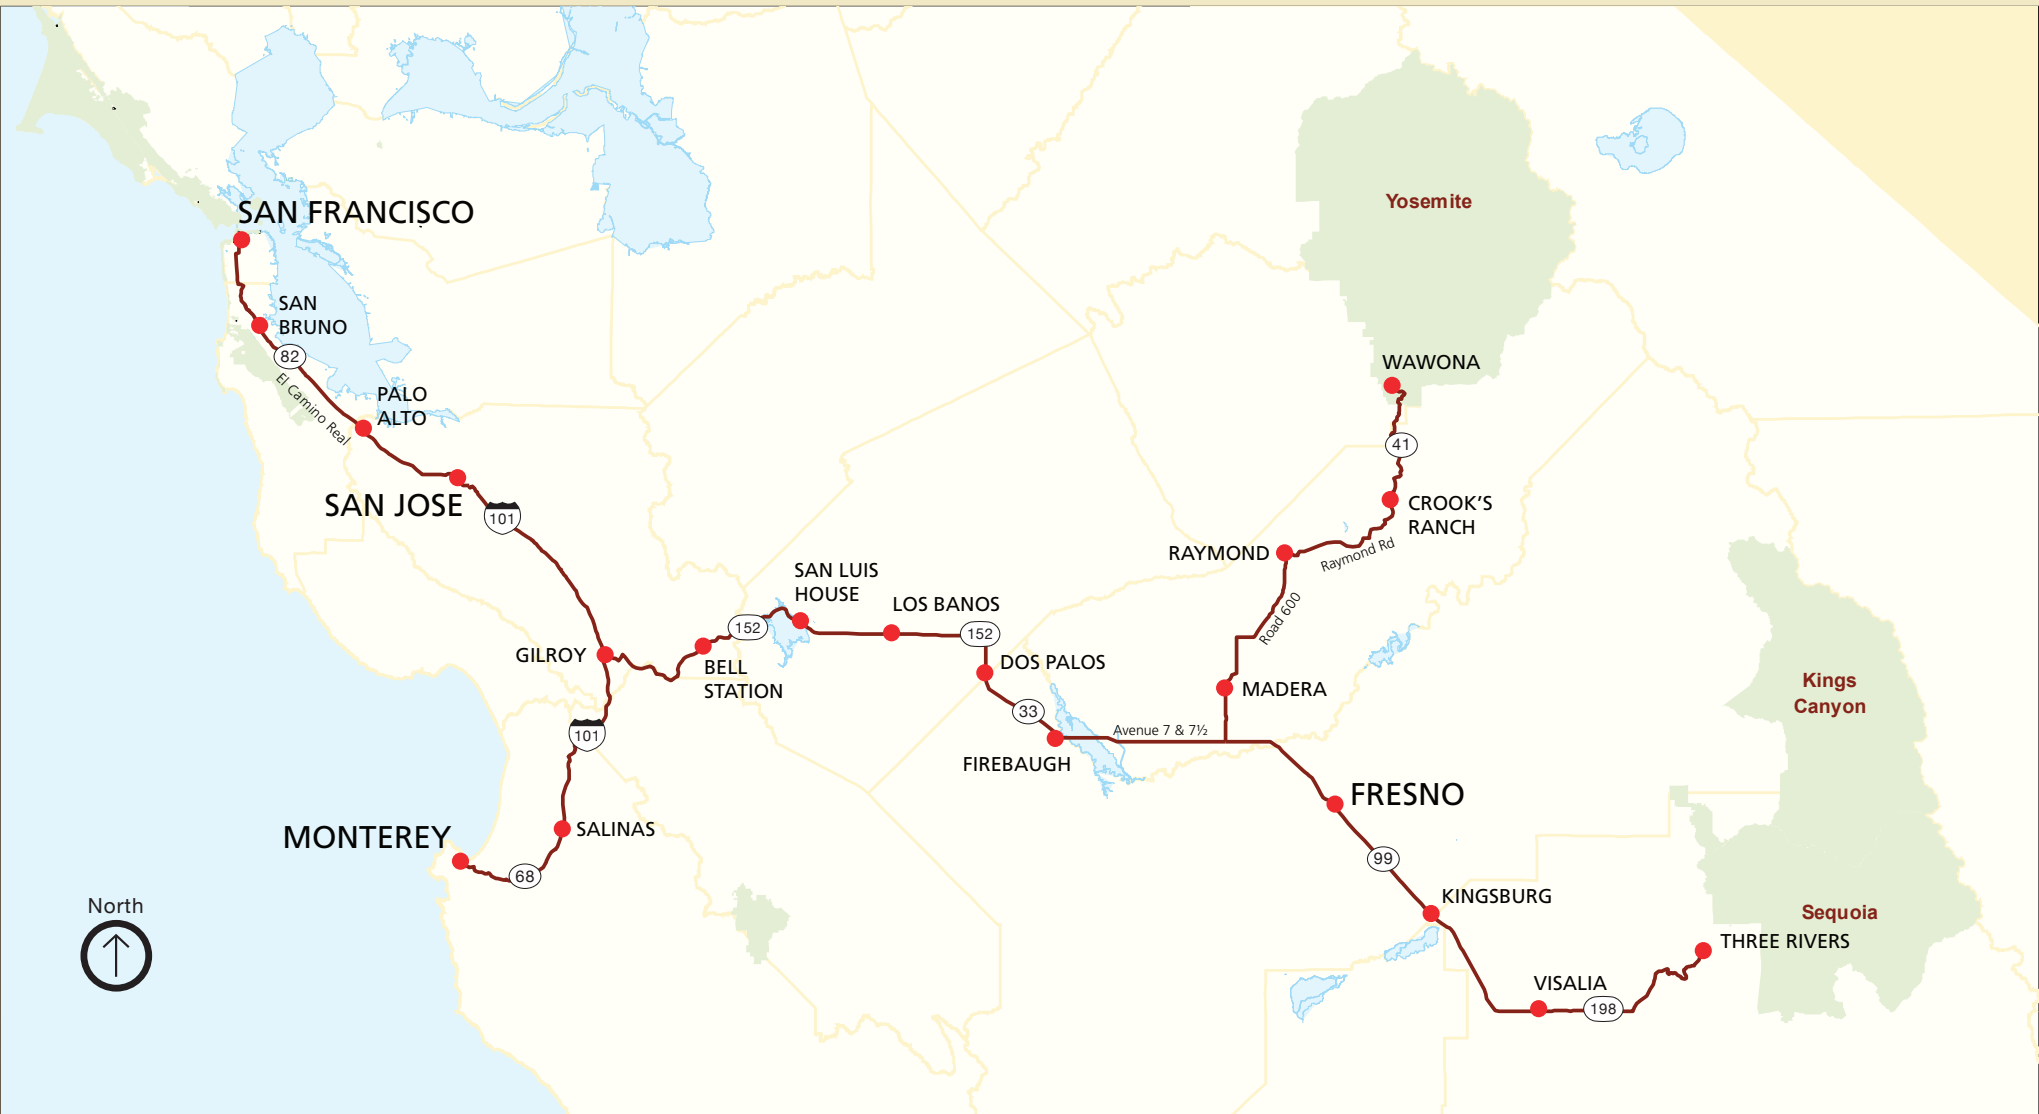 Yosemite
SAN FRANCISCO
SAN
BRUNO
82
El Camino Real
PALO
ALTO
WAWONA
41
SAN JOSE
101
CROOK'S
RANCH
RAYMOND
Raymond Rd
Road 600
SAN LUIS
HOUSE
LOS BANOS
152
152
GILROY
BELL
STATION
DOS PALOS
MADERA
Kings
Canyon
33
101
Avenue 7 & 7½
FIREBAUGH
FRESNO
MONTEREY
SALINAS
68
99
KINGSBURG
North
Sequoia
THREE RIVERS
VISALIA
198